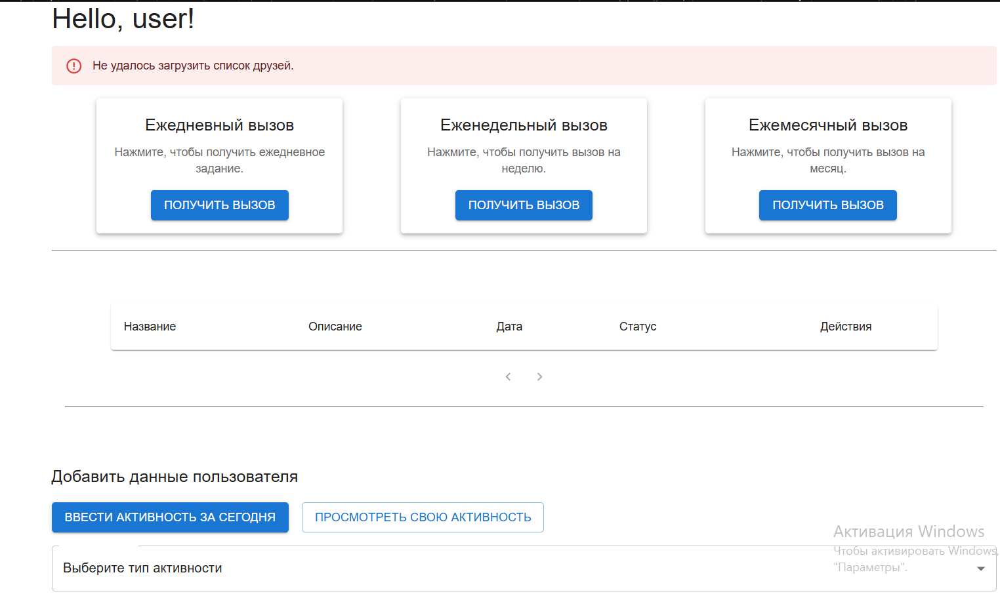 Hello, user!
Не удалось загрузить список друзей.
Ежедневный вызов
Нажмите, чтобы получить ежедневное
задание.
ПОЛУЧИТЬ ВЫЗОВ
Еженедельный вызов
Нажмите, чтобы получить вызов на
неделю.
ПОЛУЧИТЬ ВЫЗОВ
Ежемесячный вызов
Нажмите, чтобы получить вызов на
месяц.
ПОЛУЧИТЬ ВЫЗОВ
Название Описание Дата Статус Действия
Добавить данные пользователя
ВВЕСТИ АКТИВНОСТЬ ЗА СЕГОДНЯ ПРОСМОТРЕТЬ СВОЮ АКТИВНОСТЬ
Выберите тип активности
Активация Windows
Чтобы активировать Windows,
"Параметры".